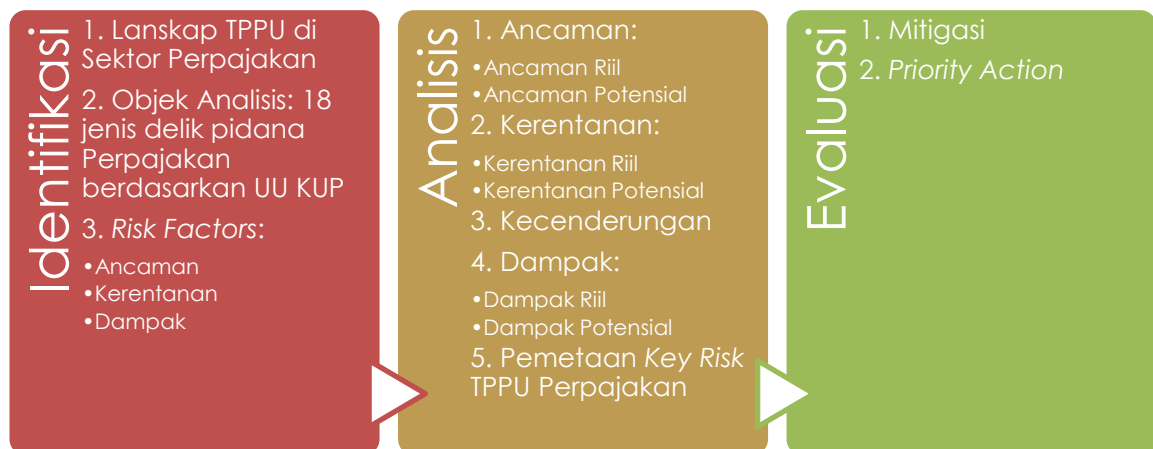 Identifikasi
1. Lanskap TPPU di
Sektor Perpajakan
2. Objek Analisis: 18
jenis delik pidana
Perpajakan
berdasarkan UU KUP
3. Risk Factors:
•Ancaman
•Kerentanan
•Dampak
Analisis
1. Ancaman:
•Ancaman Riil
•Ancaman Potensial
2. Kerentanan:
•Kerentanan Riil
•Kerentanan Potensial
3. Kecenderungan
4. Dampak:
•Dampak Riil
•Dampak Potensial
5. Pemetaan Key Risk
TPPU Perpajakan
Evaluasi
1. Mitigasi
2. Priority Action